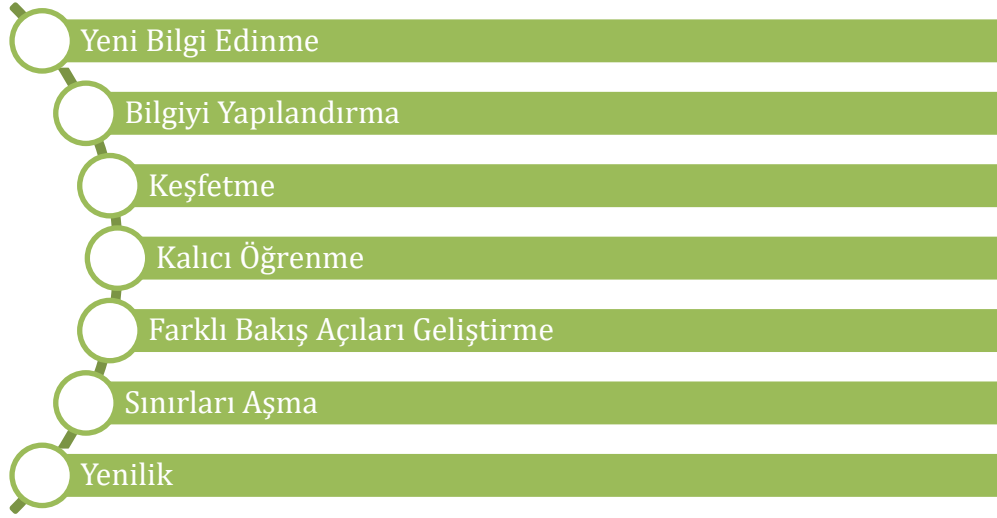 Yeni Bilgi Edinme
Bilgiyi Yapılandırma
Keşfetme
Kalıcı Öğrenme
Farklı Bakış Açıları Geliştirme
Sınırları Aşma
Yenilik